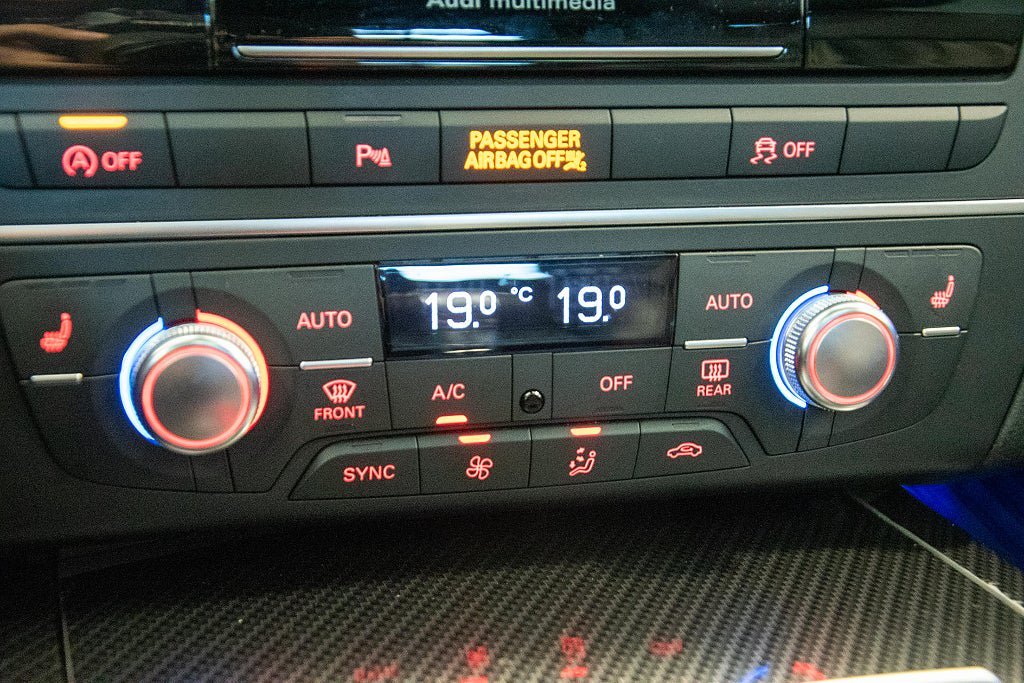 Audi multimedia
A OFF
P
PASSENGER
AIRBAG OFF
OFF
AUTO
19.0 °C 19.0
AUTO
FRONT
A/C
OFF
REAR
SYNC